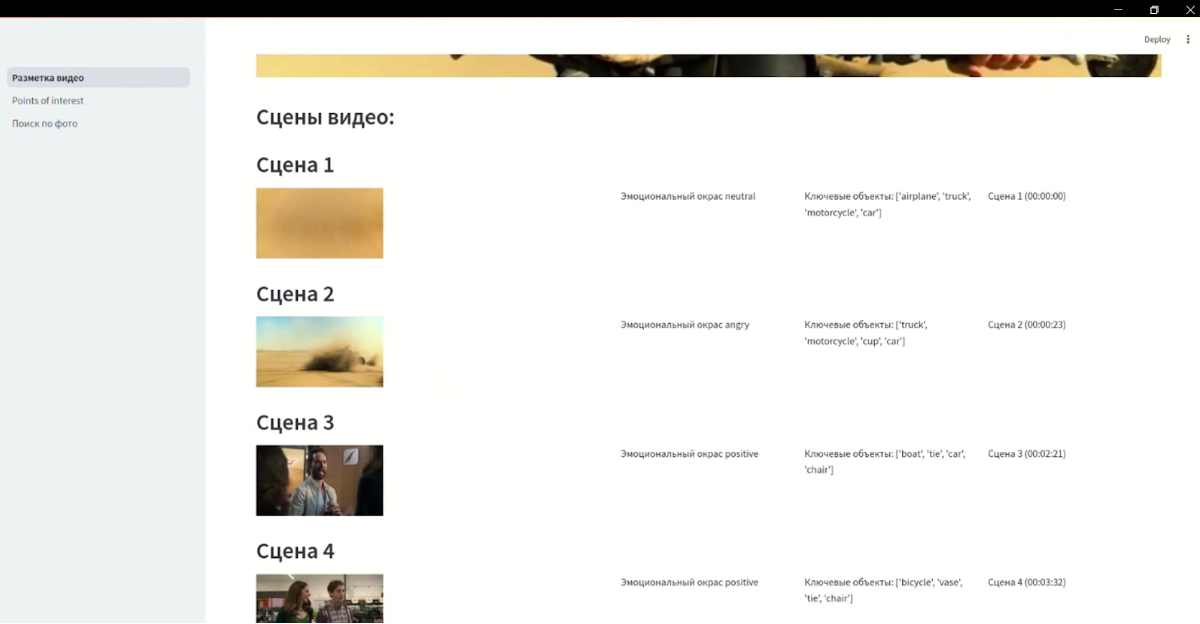 Deploy
Разметка видео
Points of interest
Поиск по фото
Сцены видео:
Сцена 1
Эмоциональный окрас neutral
Ключевые объекты: ['airplane', 'truck',
'motorcycle', 'car']
Сцена 1 (00:00:00)
Сцена 2
Эмоциональный окрас angry
Ключевые объекты: ['truck',
'motorcycle', 'cup', 'car']
Сцена 2 (00:00:23)
Сцена 3
Эмоциональный окрас positive
Ключевые объекты: ['boat', 'tie', 'car',
'chair']
Сцена 3 (00:02:21)
Сцена 4
Эмоциональный окрас positive
Ключевые объекты: ['bicycle', 'vase',
'tie', 'chair']
Сцена 4 (00:03:32)